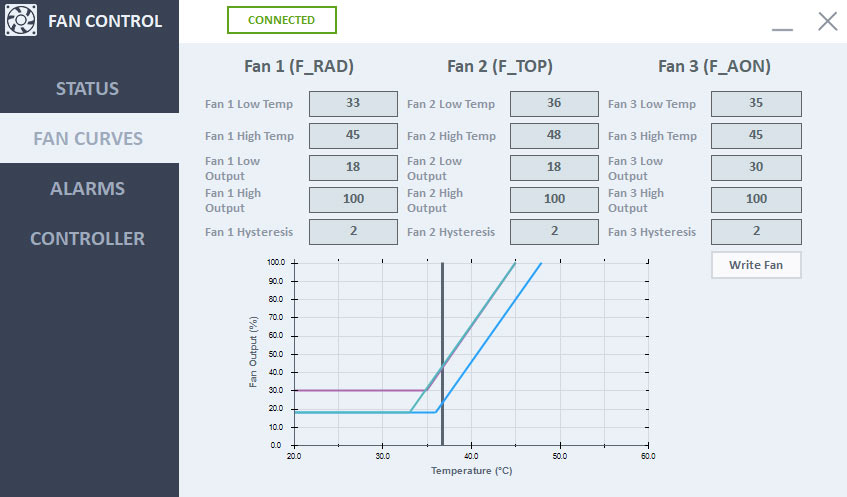 FAN CONTROL
CONNECTED
STATUS
FAN CURVES
ALARMS
CONTROLLER
Fan 1 (F_RAD)
Fan 2 (F_TOP)
Fan 3 (F_AON)
Fan 1 Low Temp 33
Fan 2 Low Temp 36
Fan 3 Low Temp 35
Fan 1 High Temp 45
Fan 2 High Temp 48
Fan 3 High Temp 45
Fan 1 Low
Output 18
Fan 2 Low
Output 18
Fan 3 Low
Output 30
Fan 1 High
Output 100
Fan 2 High
Output 100
Fan 3 High
Output 100
Fan 1 Hysteresis 2
Fan 2 Hysteresis 2
Fan 3 Hysteresis 2
Write Fan
Fan Output (%)
100.0
90.0
80.0
70.0
60.0
50.0
40.0
30.0
20.0
10.0
0.0
20.0 30.0 40.0 50.0 60.0
Temperature (°C)